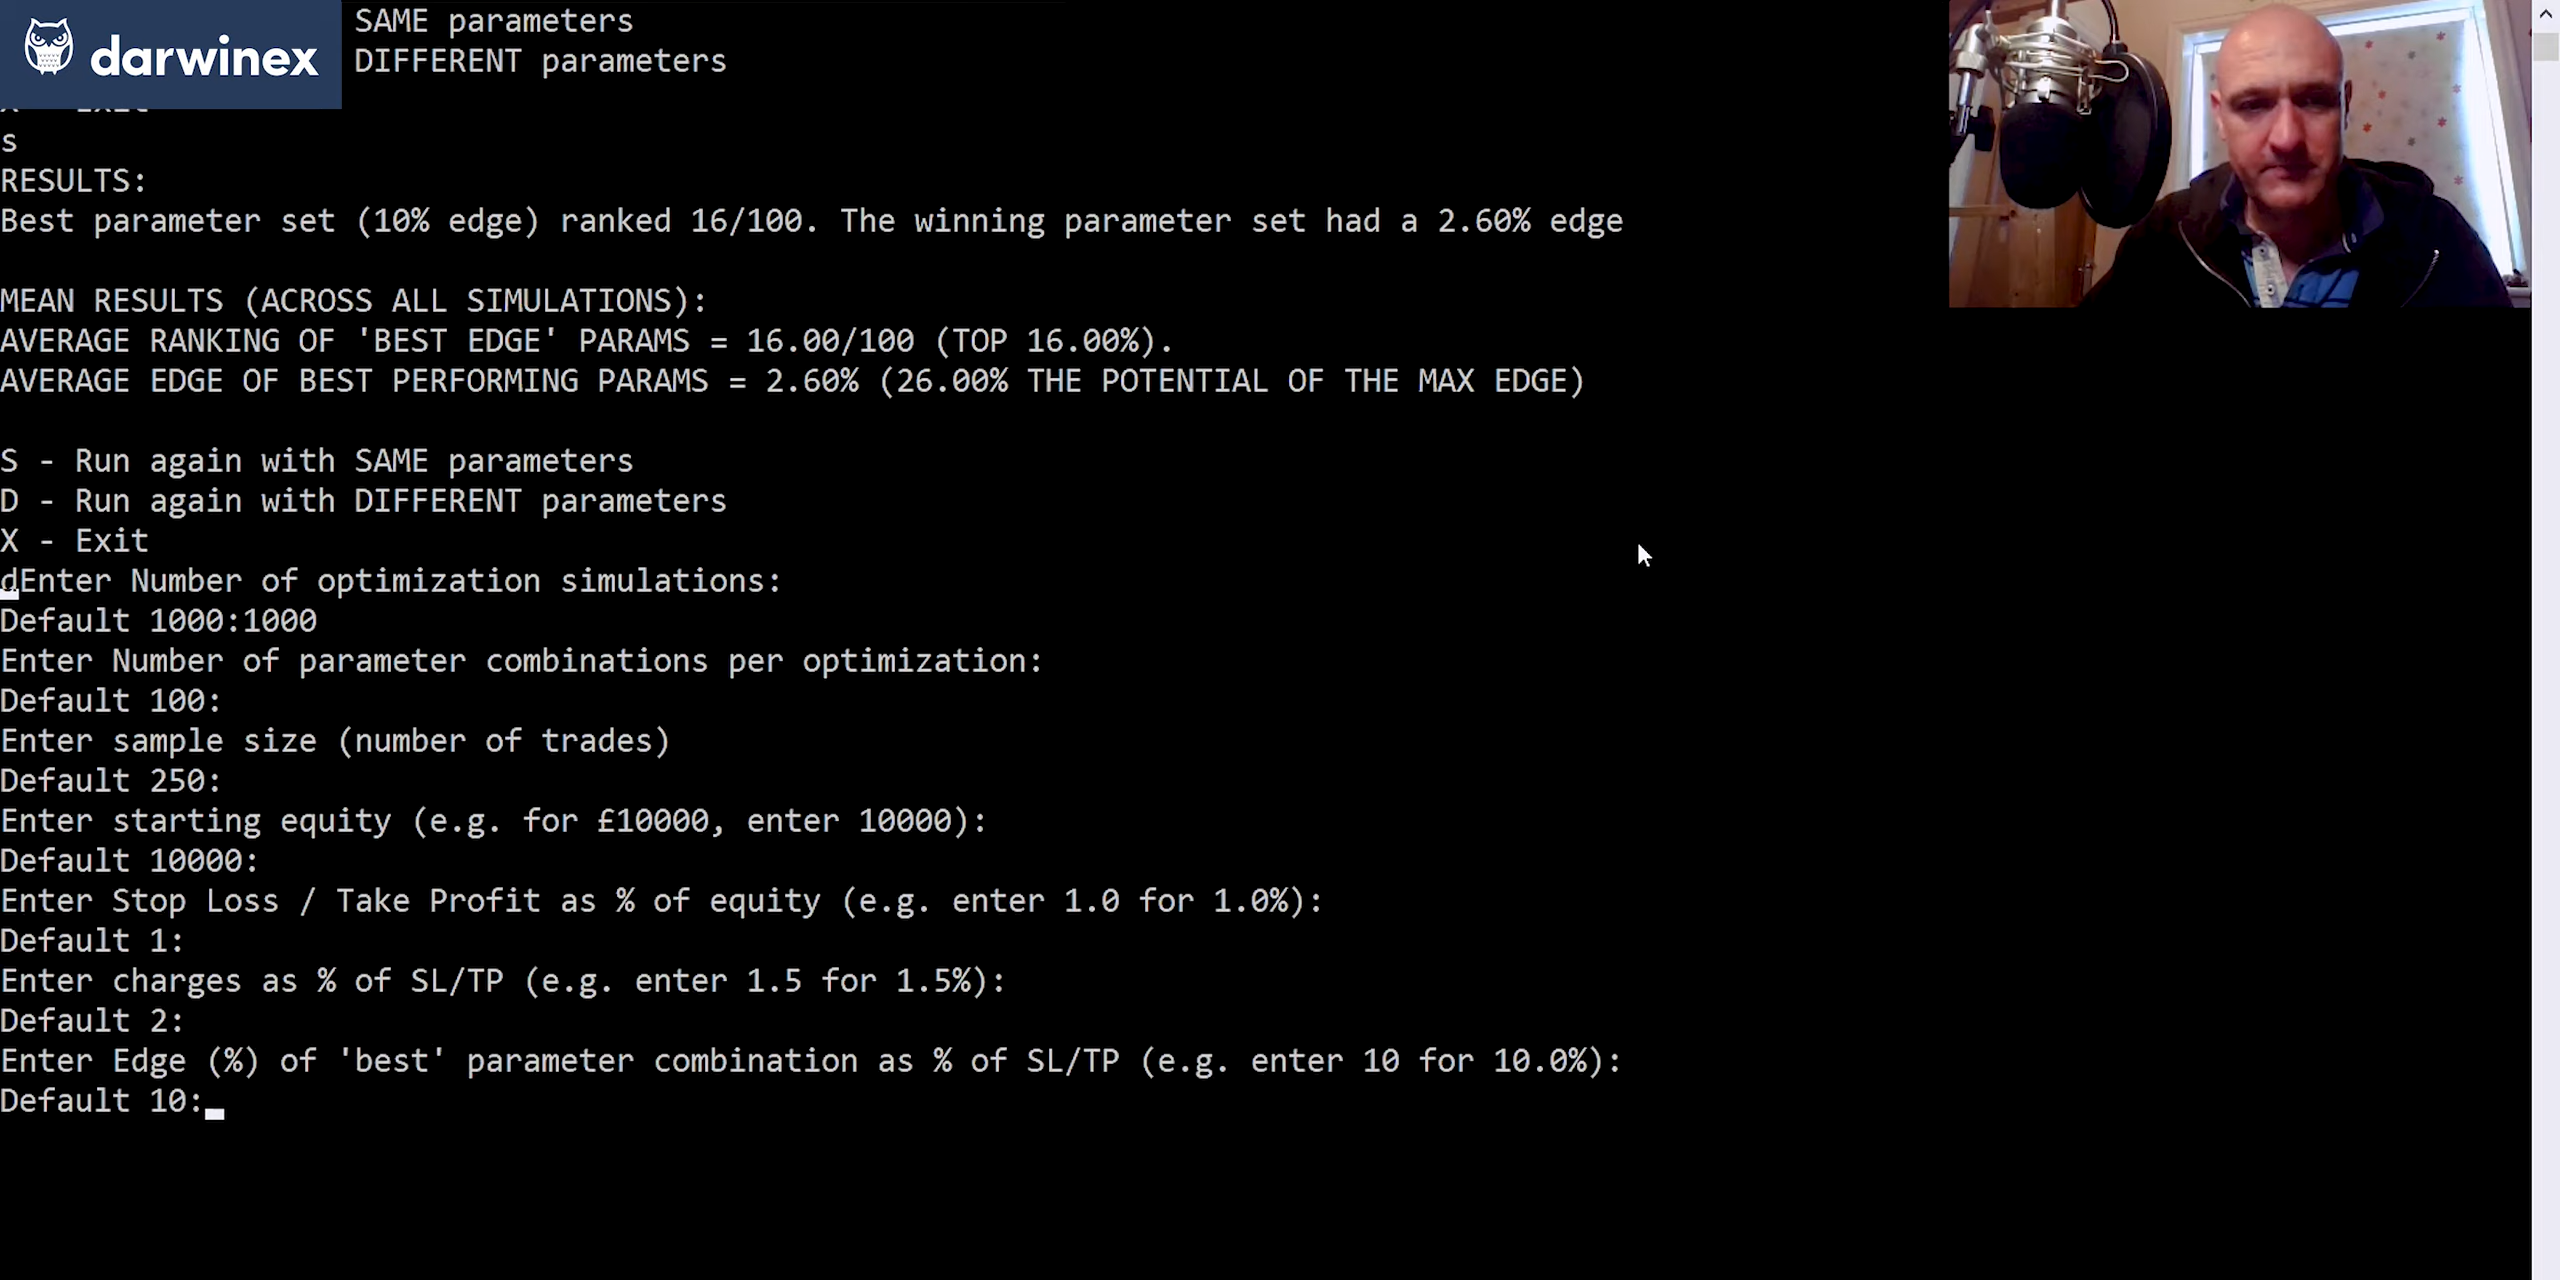 darwinex
SAME parameters
DIFFERENT parameters
X - Exit
s
RESULTS:
Best parameter set (10% edge) ranked 16/100. The winning parameter set had a 2.60% edge
MEAN RESULTS (ACROSS ALL SIMULATIONS):
AVERAGE RANKING OF 'BEST EDGE' PARAMS = 16.00/100 (TOP 16.00%).
AVERAGE EDGE OF BEST PERFORMING PARAMS = 2.60% (26.00% THE POTENTIAL OF THE MAX EDGE)
S - Run again with SAME parameters
D - Run again with DIFFERENT parameters
X - Exit
dEnter Number of optimization simulations:
Default 1000:1000
Enter Number of parameter combinations per optimization:
Default 100:
Enter sample size (number of trades)
Default 250:
Enter starting equity (e.g. for £10000, enter 10000):
Default 10000:
Enter Stop Loss / Take Profit as % of equity (e.g. enter 1.0 for 1.0%):
Default 1:
Enter charges as % of SL/TP (e.g. enter 1.5 for 1.5%):
Default 2:
Enter Edge (%) of 'best' parameter combination as % of SL/TP (e.g. enter 10 for 10.0%):
Default 10: